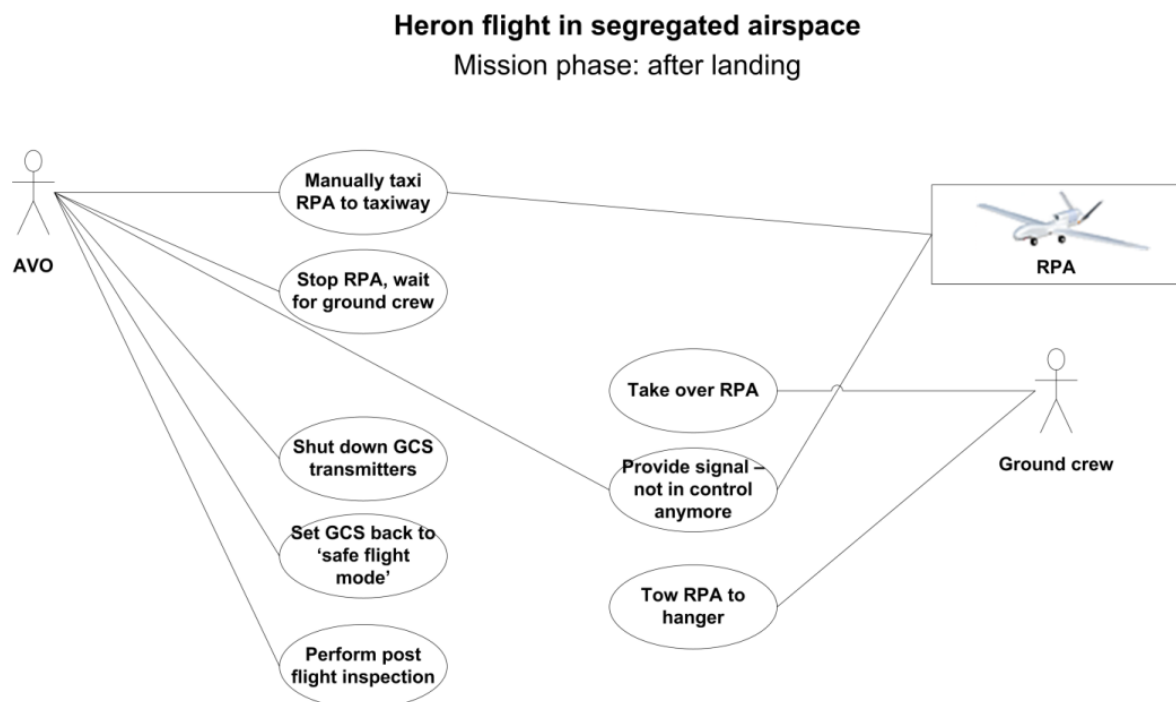 Heron flight in segregated airspace
Mission phase: after landing
Manually taxi
RPA to taxiway
AVO
RPA
Stop RPA, wait
for ground crew
Take over RPA
Ground crew
Shut down GCS
transmitters
Provide signal –
not in control
anymore
Set GCS back to
‘safe flight
mode’
Tow RPA to
hanger
Perform post
flight inspection